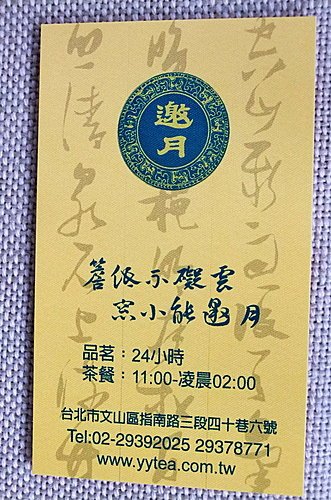 邀月
簷低不礙雲
窓小能邀月
品茗：24小時
茶餐：11:00-凌晨02:00
台北市文山區指南路三段四十巷六號
Tel:02-29392025 29378771
www.yytea.com.tw